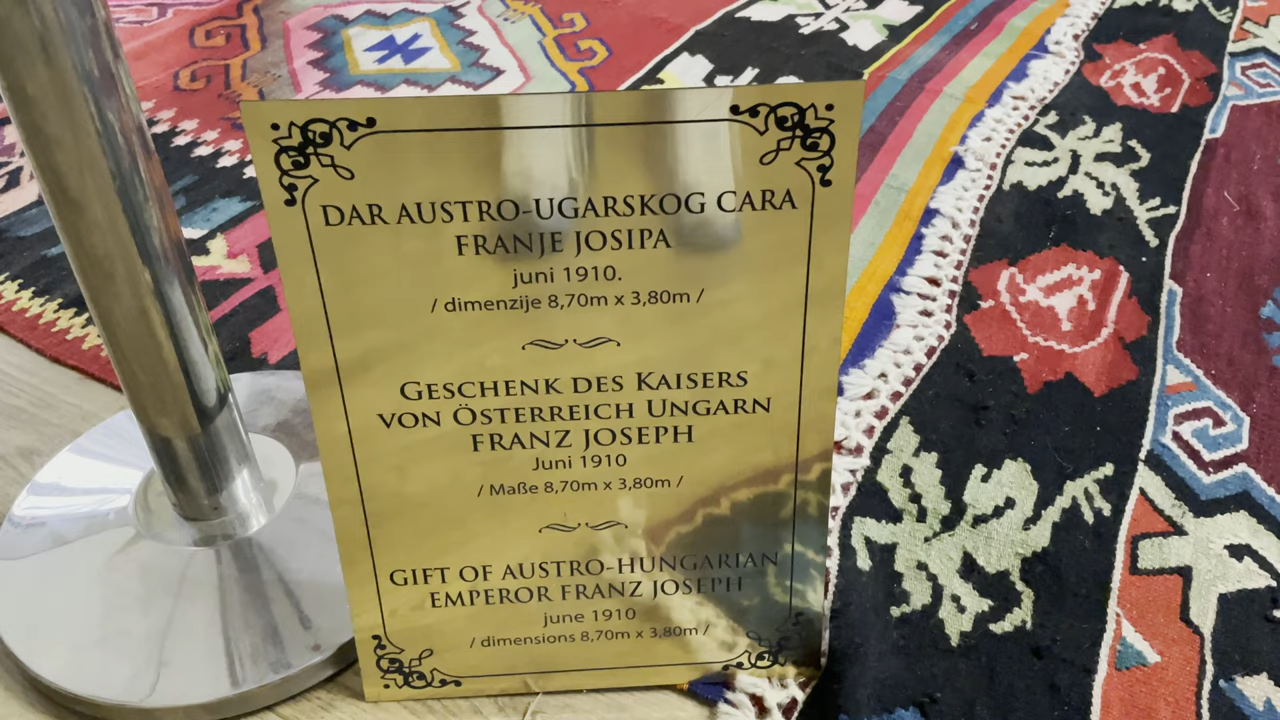 DAR AUSTRO-UGARSKOG CARA
FRANJE JOSIPA
juni 1910.
/ dimenzije 8,70m x 3,80m /
GESCHENK DES KAISERS
VON ÖSTERREICH UNGARN
FRANZ JOSEPH
Juni 1910
/ Maße 8,70m x 3,80m /
GIFT OF AUSTRO-HUNGARIAN
EMPEROR FRANZ JOSEPH
june 1910
/ dimensions 8,70m x 3,80m /